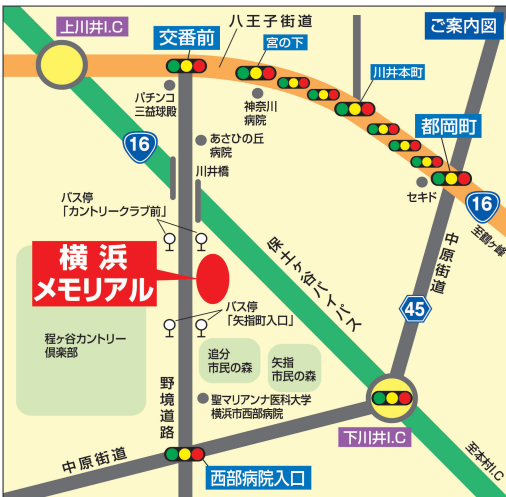 上川井I.C
八王子街道
ご案内図
交番前
宮の下
川井本町
パチンコ
三益球殿
神奈川
病院
都岡町
あさひの丘
病院
16
川井橋
セキド
16
至鶴ヶ峰
バス停
「カントリークラブ前」
保土ヶ谷バイパス
中原街道
横浜
メモリアル
45
バス停
「矢指町入口」
程ヶ谷カントリー
倶楽部
追分
市民の森
矢指
市民の森
野境道路
聖マリアンナ医科大学
横浜市西部病院
下川井I.C
中原街道
西部病院入口
至本村I.C